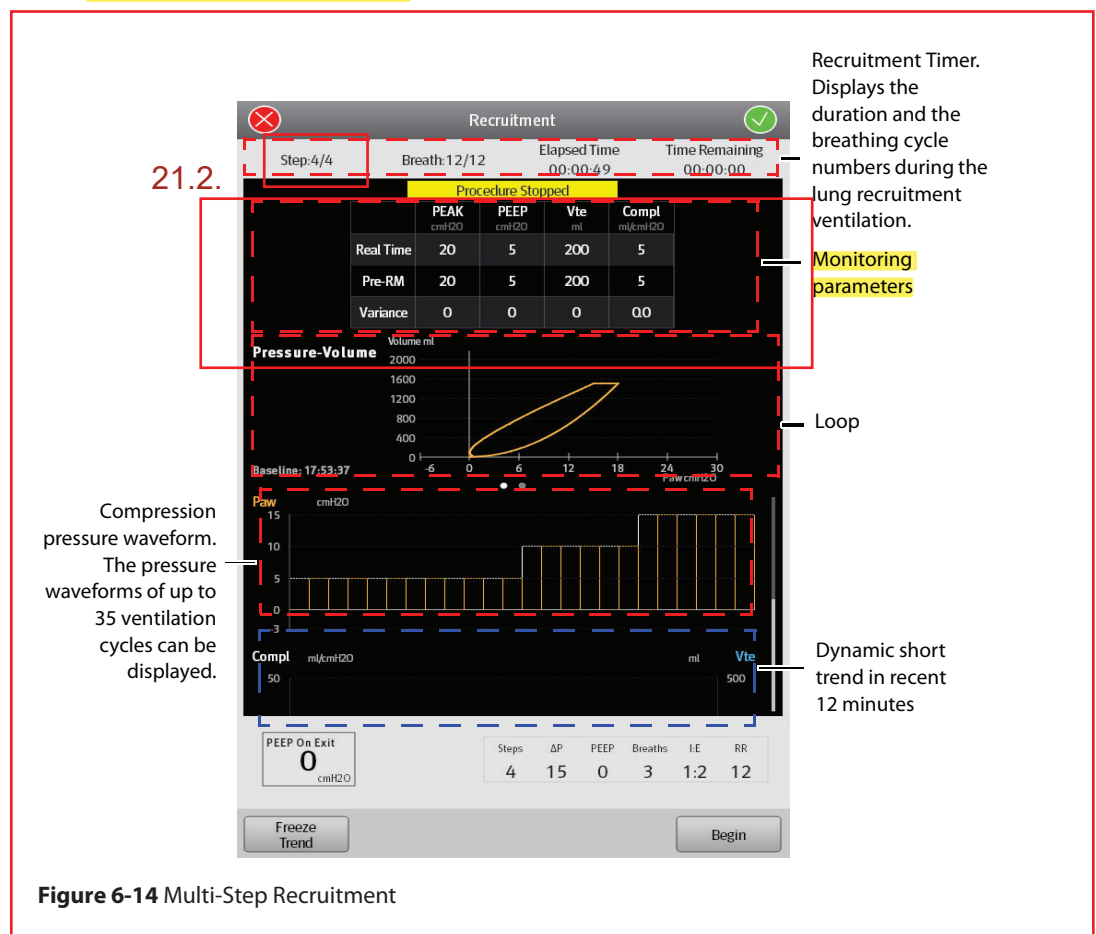 Recruitment
Step:4/4 Breath:12/12 Elapsed Time 00:00:49 Time Remaining 00:00:00
Procedure Stopped
21.2.
PEAK PEEP Vte Compl
cmH2O cmH2O ml ml/cmH2O
Real Time 20 5 200 5
Pre-RM 20 5 200 5
Variance 0 0 0 0.0
Recruitment Timer.
Displays the
duration and the
breathing cycle
numbers during the
lung recruitment
ventilation.
Monitoring
parameters
Pressure-Volume
Volume ml
2000
1600
1200
800
400
0
-6 0 6 12 18 24 30
Paw cmH2O
Baseline: 17:53:37
Loop
Paw cmH2O
15
10
5
0
-3
Compression
pressure waveform.
The pressure
waveforms of up to
35 ventilation
cycles can be
displayed.
Compl ml/cmH2O ml Vte
50 500
Dynamic short
trend in recent
12 minutes
PEEP On Exit
0
cmH2O
Steps ΔP PEEP Breaths I:E RR
4 15 0 3 1:2 12
Freeze
Trend
Begin
Figure 6-14 Multi-Step Recruitment